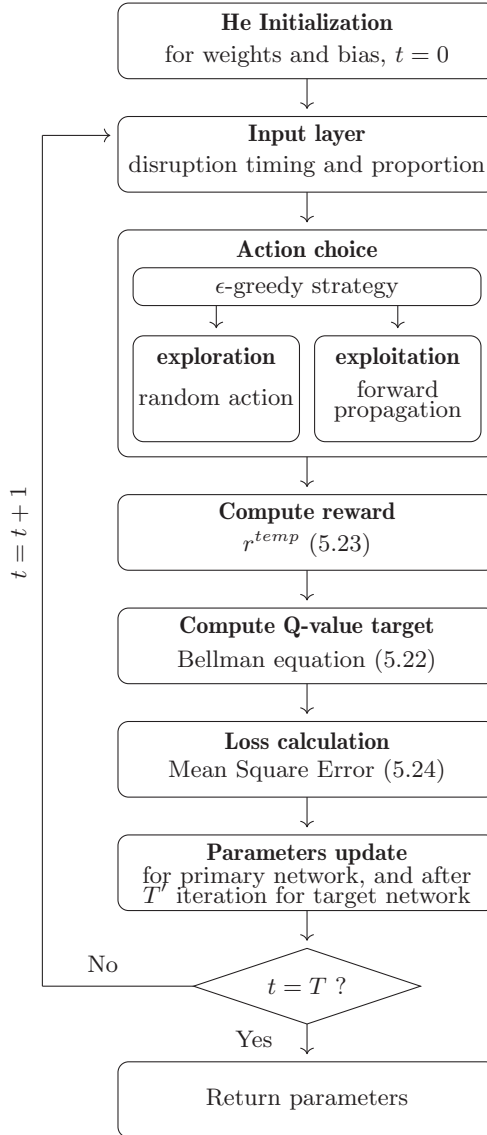 He Initialization
for weights and bias, t = 0
Input layer
disruption timing and proportion
Action choice
ϵ-greedy strategy
exploration
random action
exploitation
forward
propagation
Compute reward
r^{temp} (5.23)
Compute Q-value target
Bellman equation (5.22)
Loss calculation
Mean Square Error (5.24)
Parameters update
for primary network, and after
T′ iteration for target network
t = T ?
No
t = t + 1
Yes
Return parameters